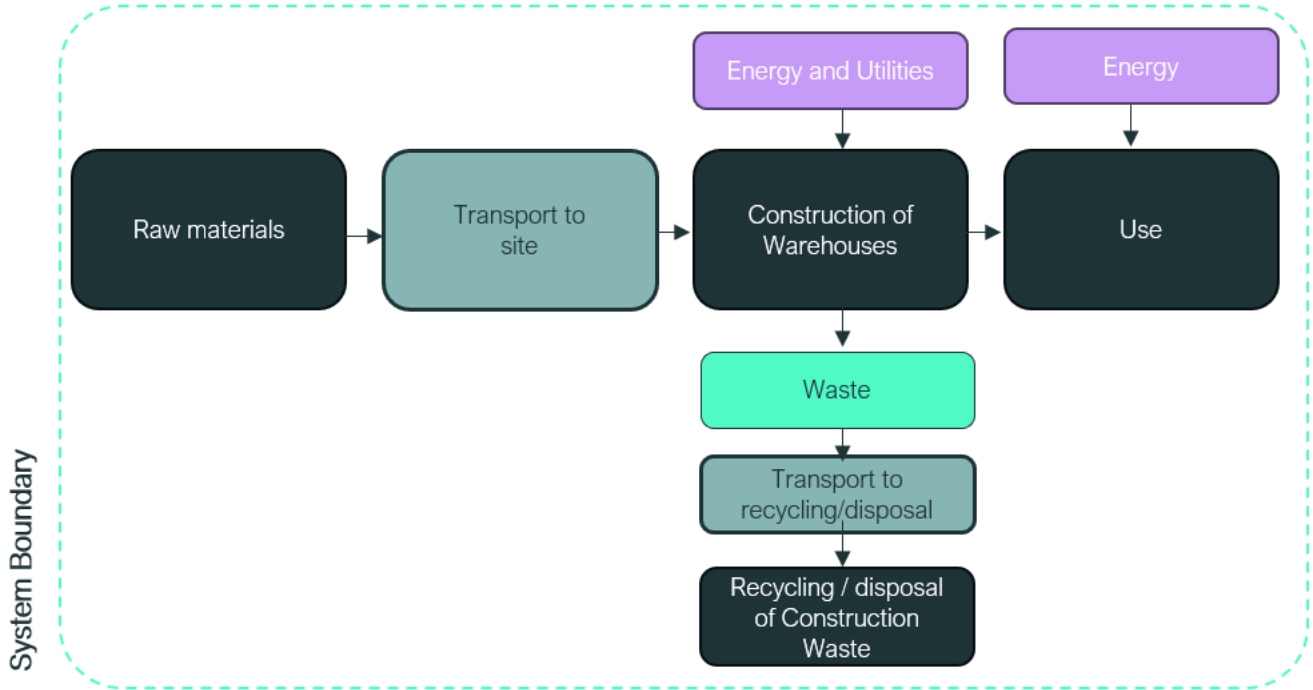 Energy and Utilities
Energy
Raw materials
Transport to
site
Construction of
Warehouses
Use
Waste
Transport to
recycling/disposal
Recycling / disposal
of Construction
Waste
System Boundary